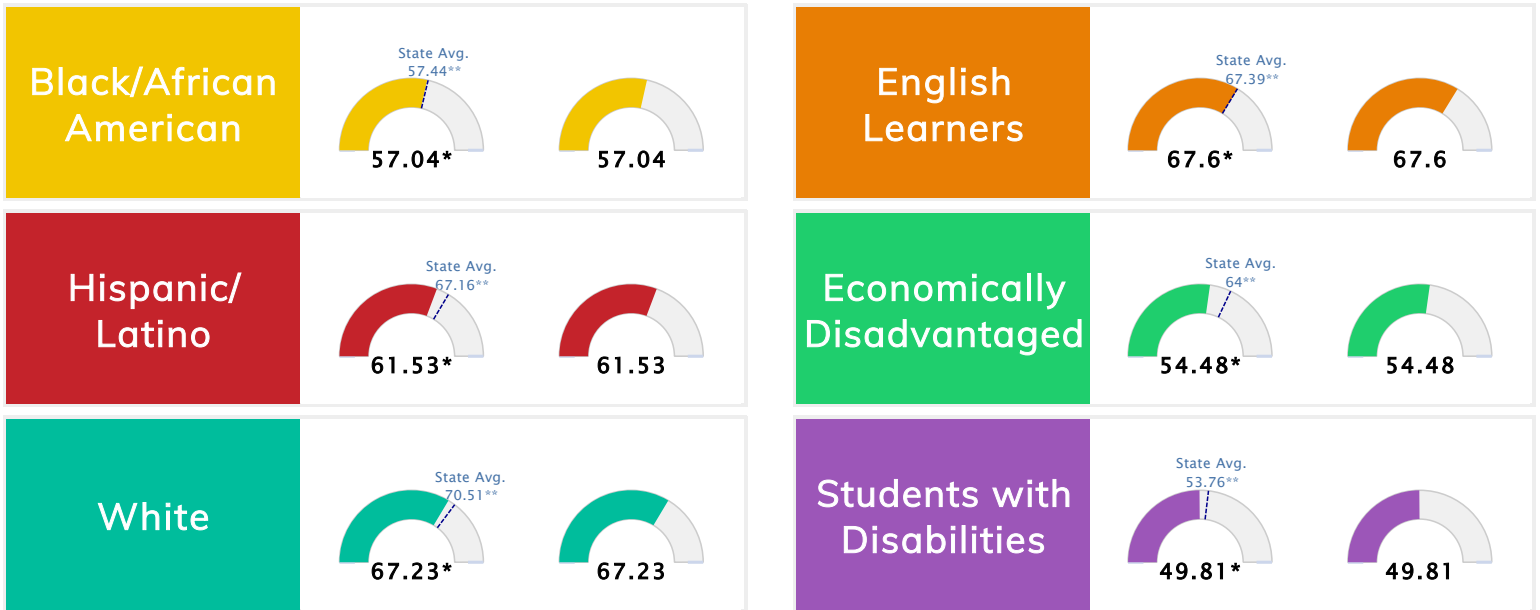 Black/African
American
State Avg.
57.44**
57.04*
57.04
English
Learners
State Avg.
67.39**
67.6*
67.6
Hispanic/
Latino
State Avg.
67.16**
61.53*
61.53
Economically
Disadvantaged
State Avg.
64**
54.48*
54.48
White
State Avg.
70.51**
67.23*
67.23
Students with
Disabilities
State Avg.
53.76**
49.81*
49.81